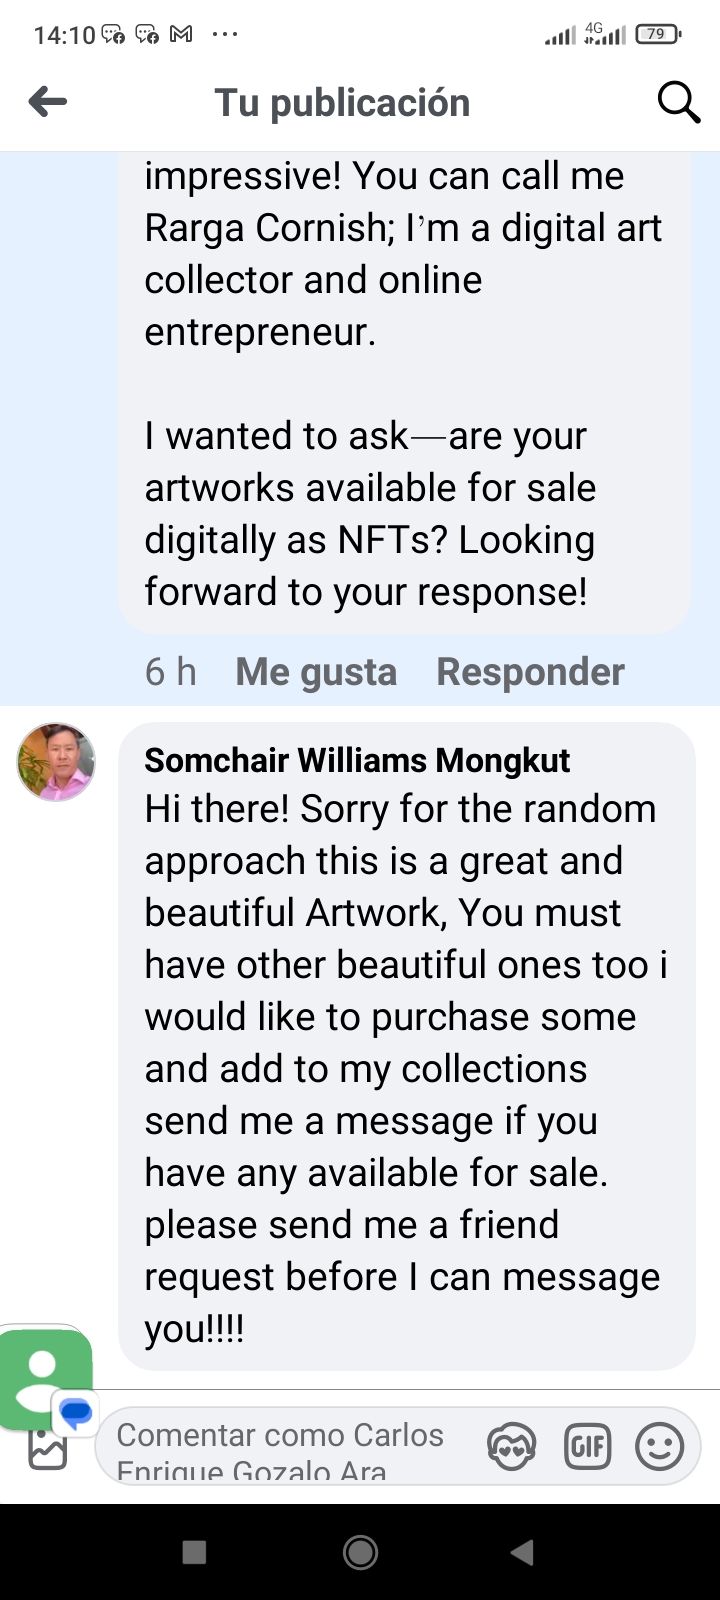 14:10
4G
79
Tu publicación
impressive! You can call me
Rarga Cornish; I’m a digital art
collector and online
entrepreneur.
I wanted to ask—are your
artworks available for sale
digitally as NFTs? Looking
forward to your response!
6 h Me gusta Responder
Somchair Williams Mongkut
Hi there! Sorry for the random
approach this is a great and
beautiful Artwork, You must
have other beautiful ones too i
would like to purchase some
and add to my collections
send me a message if you
have any available for sale.
please send me a friend
request before I can message
you!!!!
Comentar como Carlos
Enrique Gozalo Ara
GIF